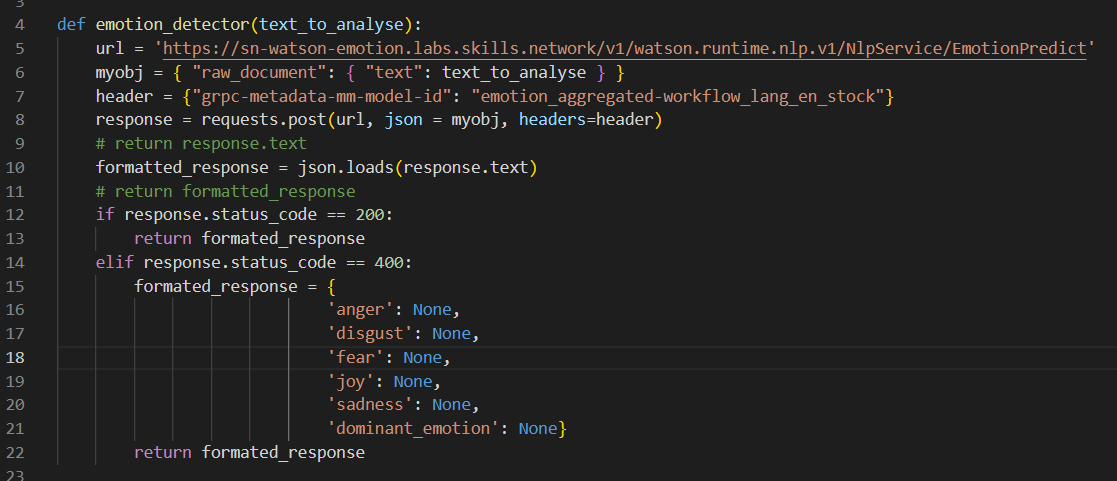 3
4 def emotion_detector(text_to_analyse):
5 url = 'https://sn-watson-emotion.labs.skills.network/v1/watson.runtime.nlp.v1/NlpService/EmotionPredict'
6 myobj = { "raw_document": { "text": text_to_analyse } }
7 header = {"grpc-metadata-mm-model-id": "emotion_aggregated-workflow_lang_en_stock"}
8 response = requests.post(url, json = myobj, headers=header)
9 # return response.text
10 formatted_response = json.loads(response.text)
11 # return formatted_response
12 if response.status_code == 200:
13 return formated_response
14 elif response.status_code == 400:
15 formated_response = {
16 'anger': None,
17 'disgust': None,
18 'fear': None,
19 'joy': None,
20 'sadness': None,
21 'dominant_emotion': None}
22 return formated_response
23